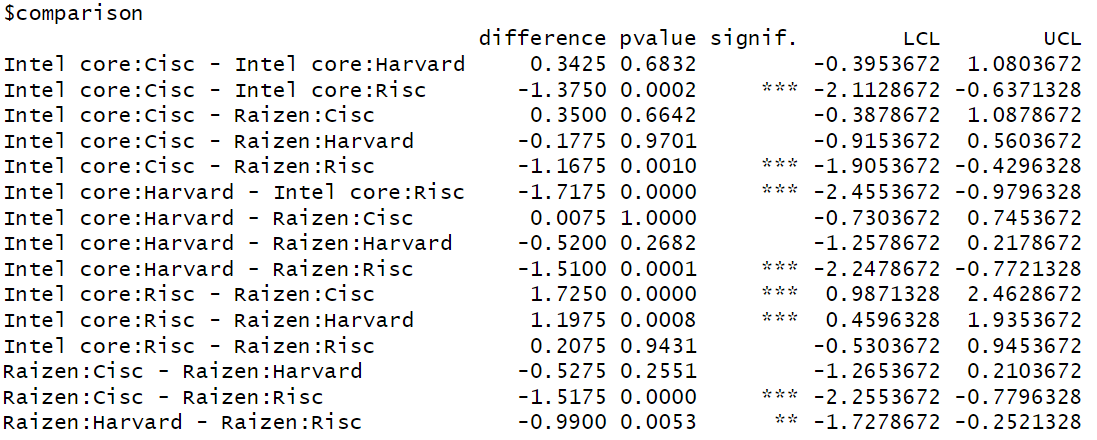 $comparison
difference pvalue signif. LCL UCL
Intel core:Cisc - Intel core:Harvard 0.3425 0.6832 -0.3953672 1.0803672
Intel core:Cisc - Intel core:Risc -1.3750 0.0002 *** -2.1128672 -0.6371328
Intel core:Cisc - Raizen:Cisc 0.3500 0.6642 -0.3878672 1.0878672
Intel core:Cisc - Raizen:Harvard -0.1775 0.9701 -0.9153672 0.5603672
Intel core:Cisc - Raizen:Risc -1.1675 0.0010 *** -1.9053672 -0.4296328
Intel core:Harvard - Intel core:Risc -1.7175 0.0000 *** -2.4553672 -0.9796328
Intel core:Harvard - Raizen:Cisc 0.0075 1.0000 -0.7303672 0.7453672
Intel core:Harvard - Raizen:Harvard -0.5200 0.2682 -1.2578672 0.2178672
Intel core:Harvard - Raizen:Risc -1.5100 0.0001 *** -2.2478672 -0.7721328
Intel core:Risc - Raizen:Cisc 1.7250 0.0000 *** 0.9871328 2.4628672
Intel core:Risc - Raizen:Harvard 1.1975 0.0008 *** 0.4596328 1.9353672
Intel core:Risc - Raizen:Risc 0.2075 0.9431 -0.5303672 0.9453672
Raizen:Cisc - Raizen:Harvard -0.5275 0.2551 -1.2653672 0.2103672
Raizen:Cisc - Raizen:Risc -1.5175 0.0000 *** -2.2553672 -0.7796328
Raizen:Harvard - Raizen:Risc -0.9900 0.0053 ** -1.7278672 -0.2521328